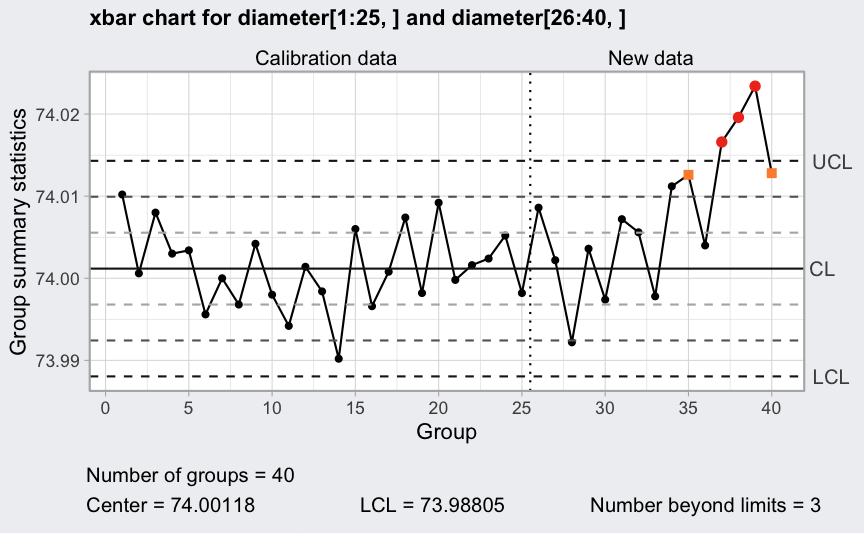 xbar chart for diameter[1:25, ] and diameter[26:40, ]
Calibration data New data
Group summary statistics
74.02
74.01
74.00
73.99
UCL
CL
LCL
0 5 10 15 20 25 30 35 40
Group
Number of groups = 40
Center = 74.00118 LCL = 73.98805 Number beyond limits = 3